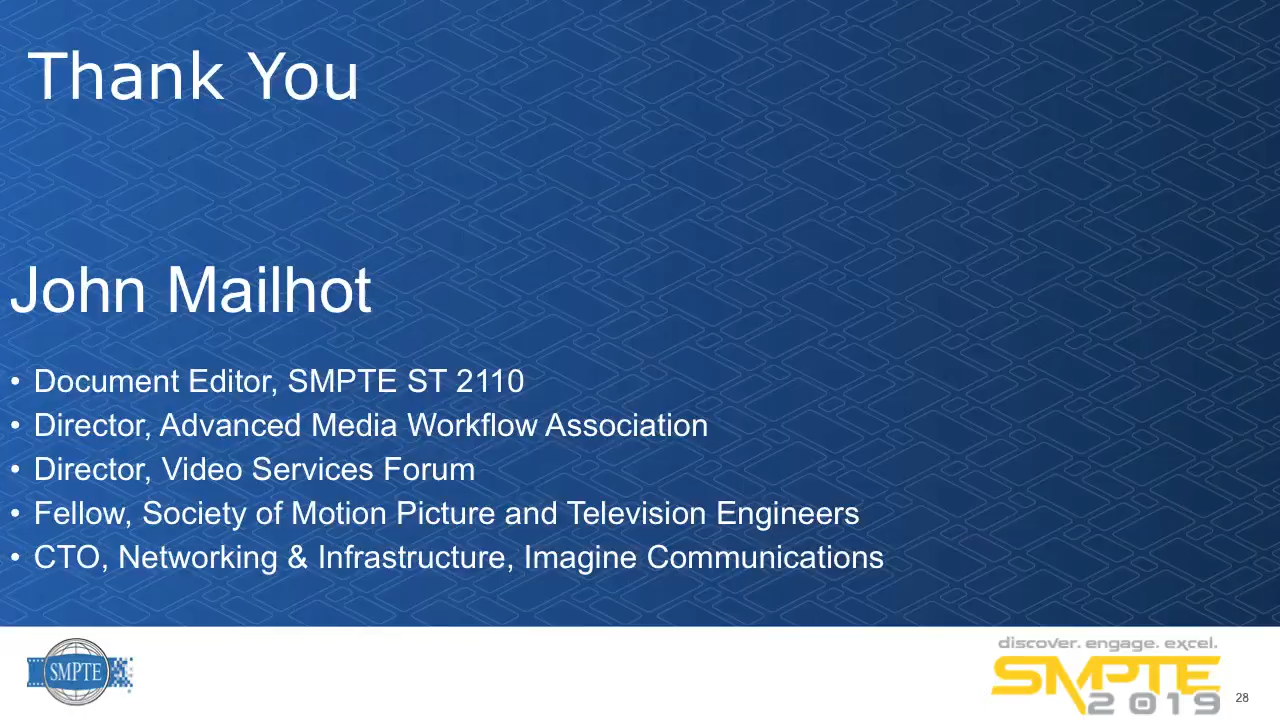 Thank You
John Mailhot
• Document Editor, SMPTE ST 2110
• Director, Advanced Media Workflow Association
• Director, Video Services Forum
• Fellow, Society of Motion Picture and Television Engineers
• CTO, Networking & Infrastructure, Imagine Communications
SMPTE
discover. engage. excel.
SMPTE
2019
28